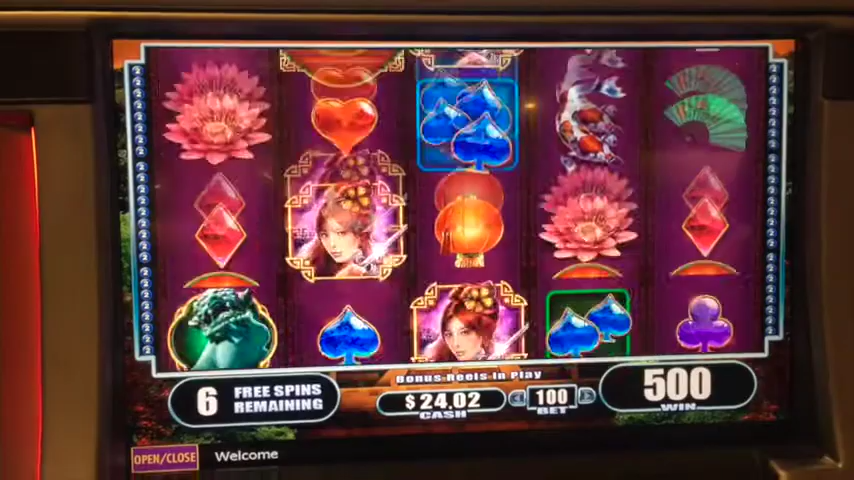 6 FREE SPINS
REMAINING
Bonus Reels In Play
$24.02
CASH
100
BET
500
WIN
OPEN/CLOSE
Welcome